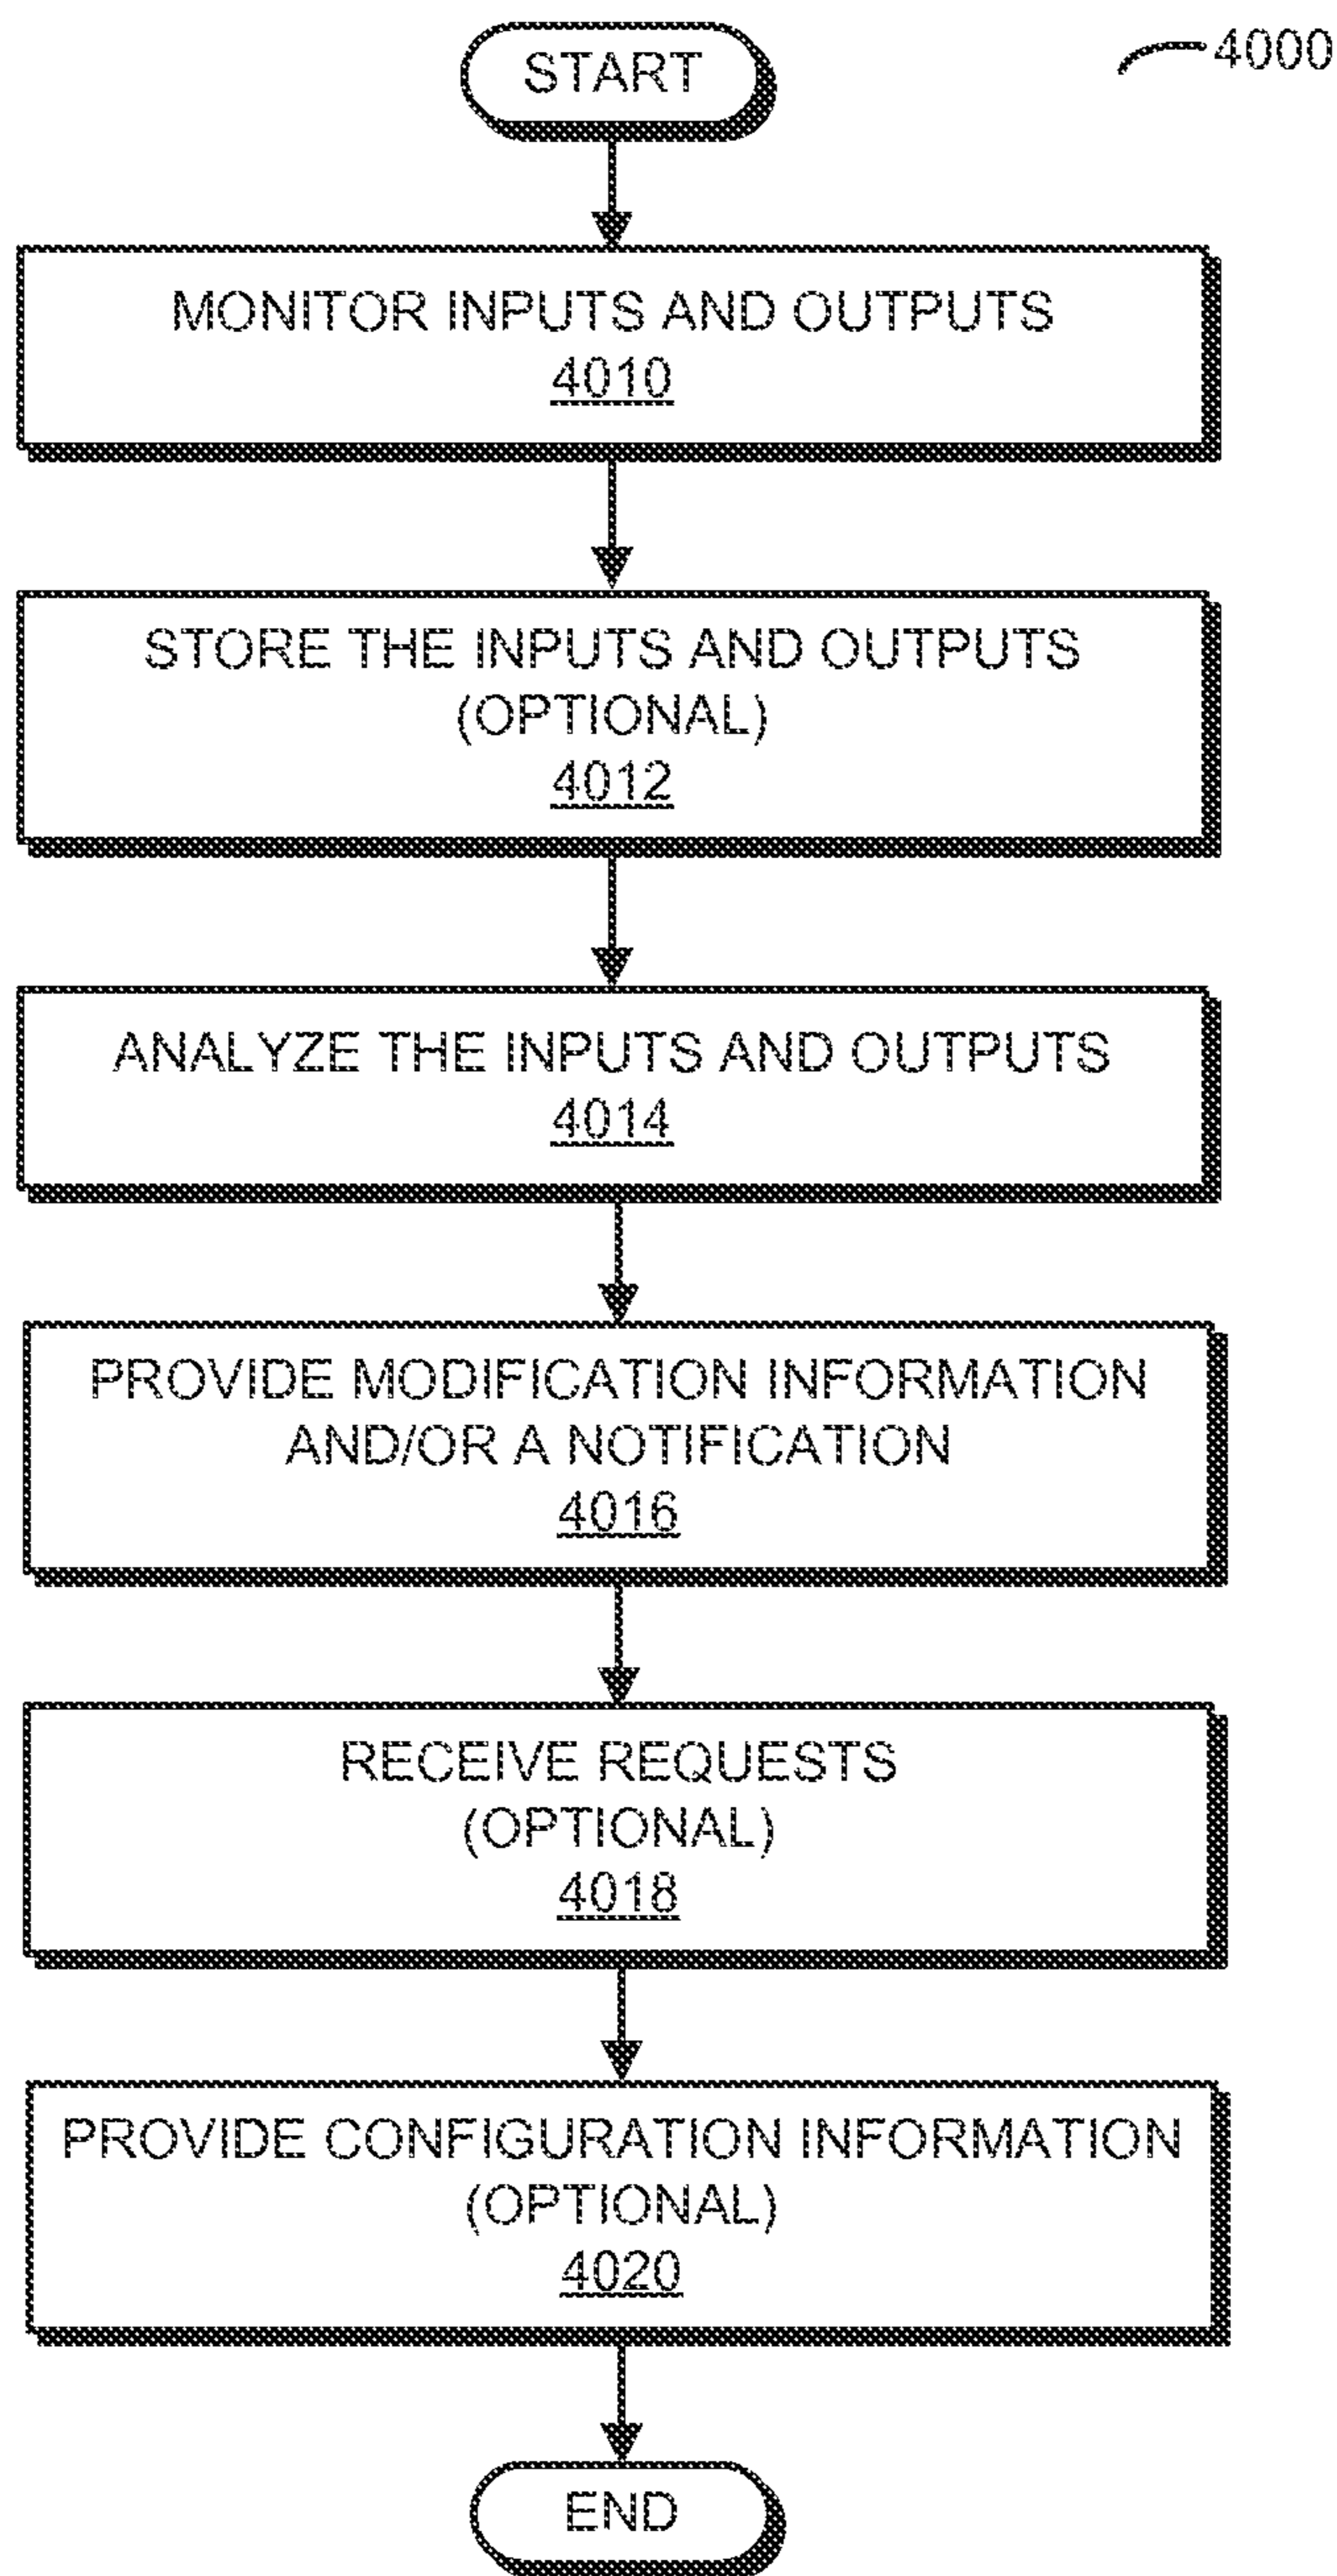 START
4000
MONITOR INPUTS AND OUTPUTS
4010
STORE THE INPUTS AND OUTPUTS
(OPTIONAL)
4012
ANALYZE THE INPUTS AND OUTPUTS
4014
PROVIDE MODIFICATION INFORMATION
AND/OR A NOTIFICATION
4016
RECEIVE REQUESTS
(OPTIONAL)
4018
PROVIDE CONFIGURATION INFORMATION
(OPTIONAL)
4020
END